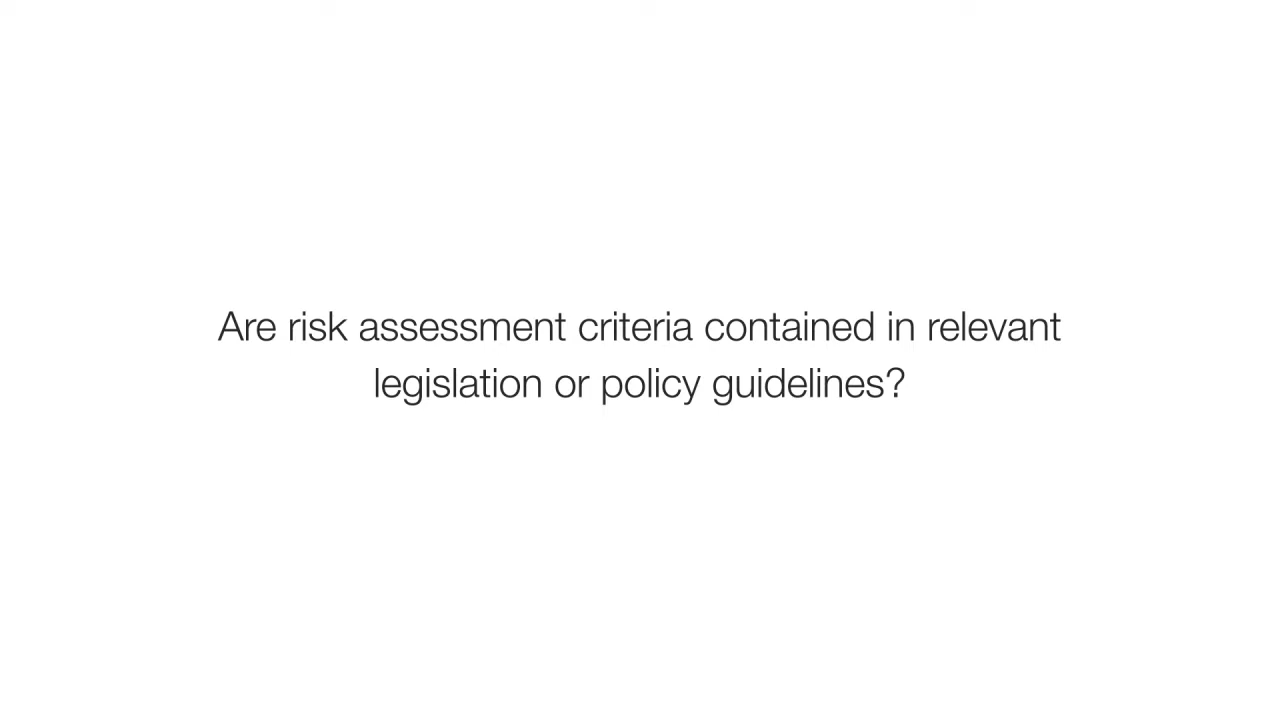 Are risk assessment criteria contained in relevant
legislation or policy guidelines?